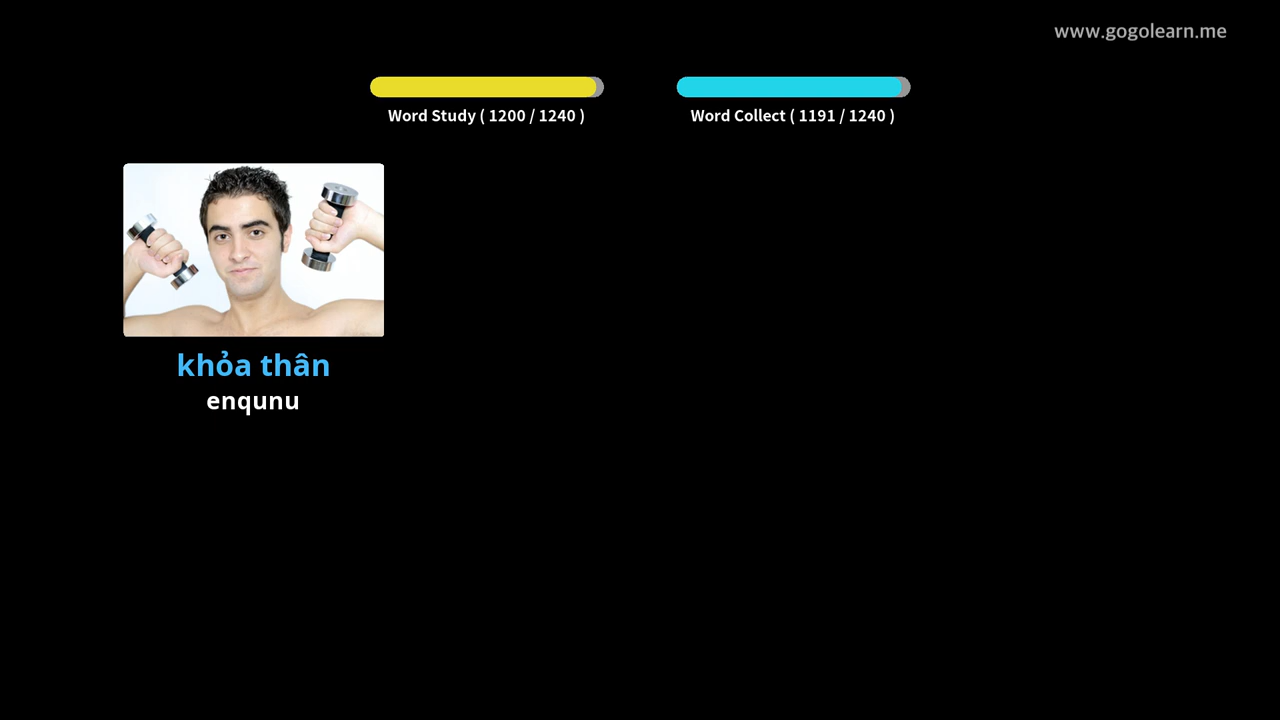 www.gogolearn.me
Word Study ( 1200 / 1240 )
Word Collect ( 1191 / 1240 )
khỏa thân
enqunu